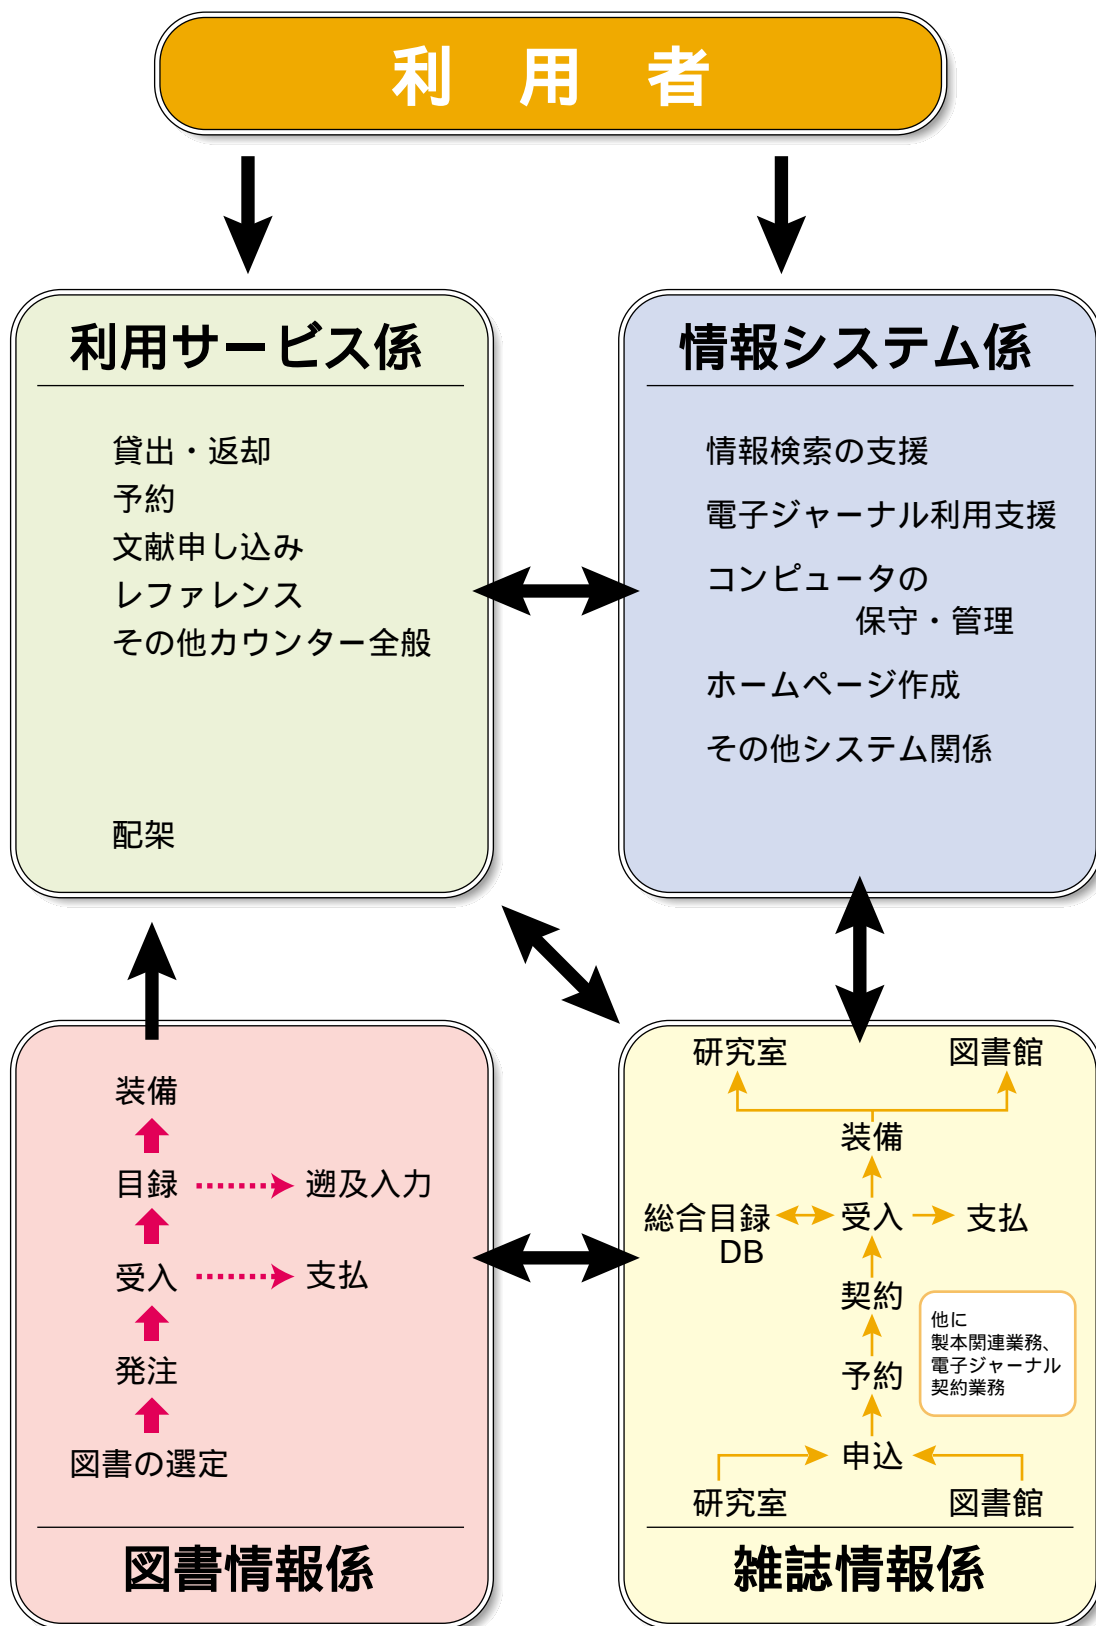 利 用 者
利用サービス係
貸出・返却
予約
文献申し込み
レファレンス
その他カウンター全般
配架
情報システム係
情報検索の支援
電子ジャーナル利用支援
コンピュータの
保守・管理
ホームページ作成
その他システム関係
装備
目録
遡及入力
受入
支払
発注
図書の選定
図書情報係
研究室
図書館
装備
総合目録
DB
受入
支払
契約
予約
他に
製本関連業務、
電子ジャーナル
契約業務
申込
研究室
図書館
雑誌情報係